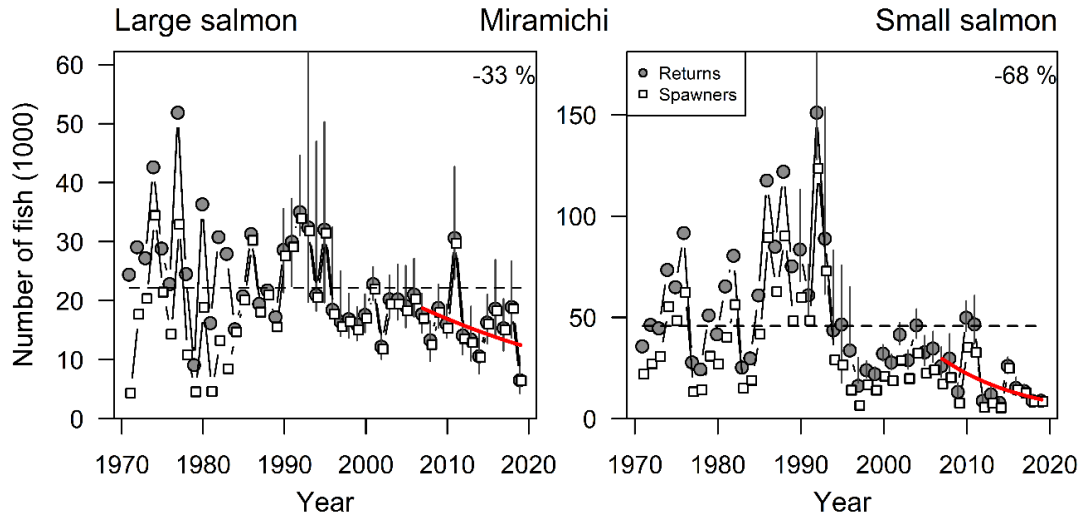 Large salmon Miramichi Small salmon
-33 %
-68 %
Returns
Spawners
Number of fish (1000)
60
50
40
30
20
10
0
150
100
50
0
1970 1980 1990 2000 2010 2020
1970 1980 1990 2000 2010 2020
Year
Year